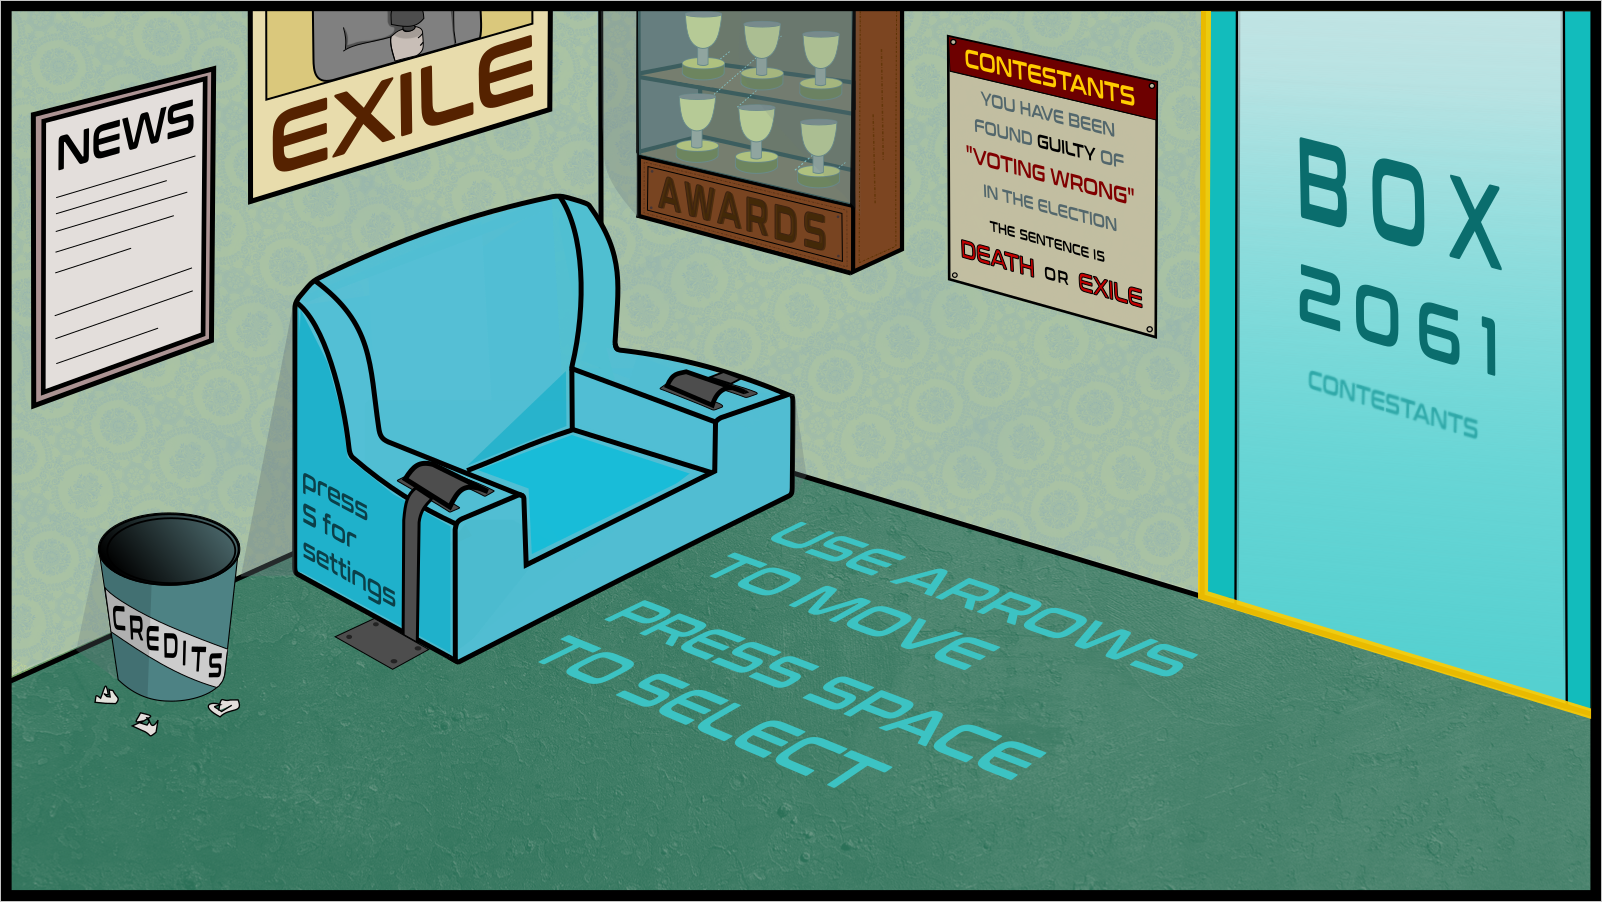 NEWS
EXILE
AWARDS
CONTESTANTS
YOU HAVE BEEN
FOUND GUILTY OF
"VOTING WRONG"
IN THE ELECTION
THE SENTENCE IS
DEATH OR EXILE
BOX
2061
CONTESTANTS
press
S for
settings
CREDITS
USE ARROWS
TO MOVE
PRESS SPACE
TO SELECT